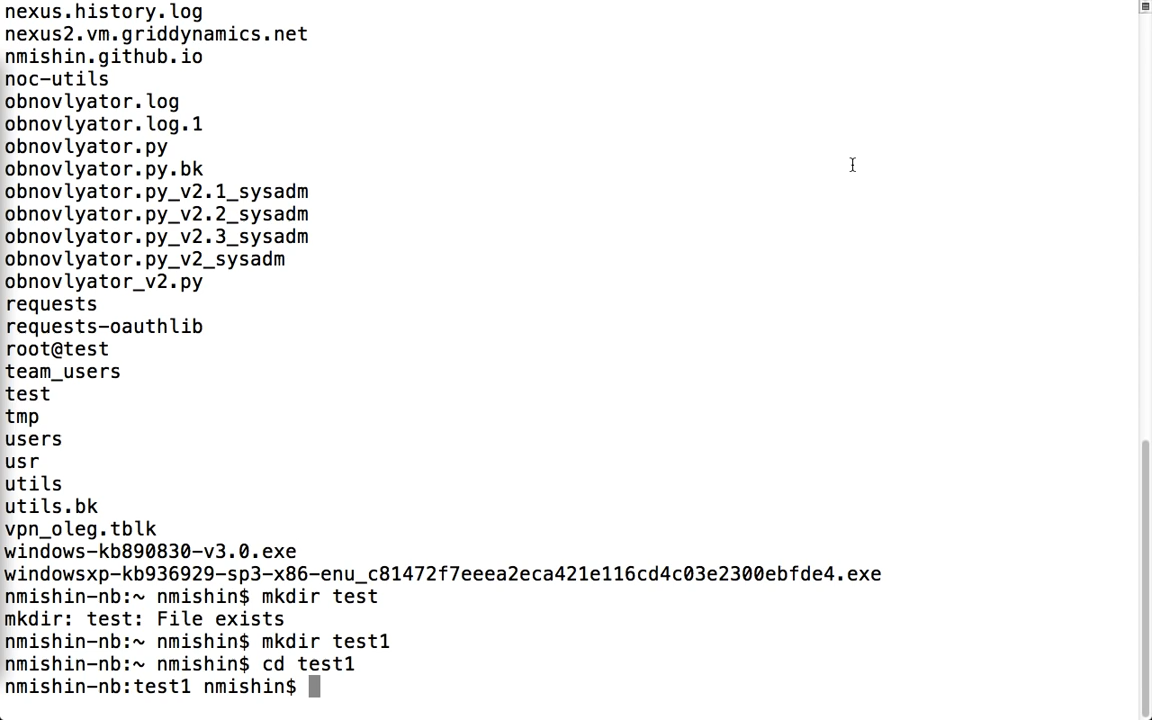 nexus.history.log
nexus2.vm.griddynamics.net
nmishin.github.io
noc-utils
obnovlyator.log
obnovlyator.log.1
obnovlyator.py
obnovlyator.py.bk
obnovlyator.py_v2.1_sysadm
obnovlyator.py_v2.2_sysadm
obnovlyator.py_v2.3_sysadm
obnovlyator.py_v2_sysadm
obnovlyator_v2.py
requests
requests-oauthlib
root@test
team_users
test
tmp
users
usr
utils
utils.bk
vpn_oleg.tblk
windows-kb890830-v3.0.exe
windowsxp-kb936929-sp3-x86-enu_c81472f7eeea2eca421e116cd4c03e2300ebfde4.exe
nmishin-nb:~ nmishin$ mkdir test
mkdir: test: File exists
nmishin-nb:~ nmishin$ mkdir test1
nmishin-nb:~ nmishin$ cd test1
nmishin-nb:test1 nmishin$